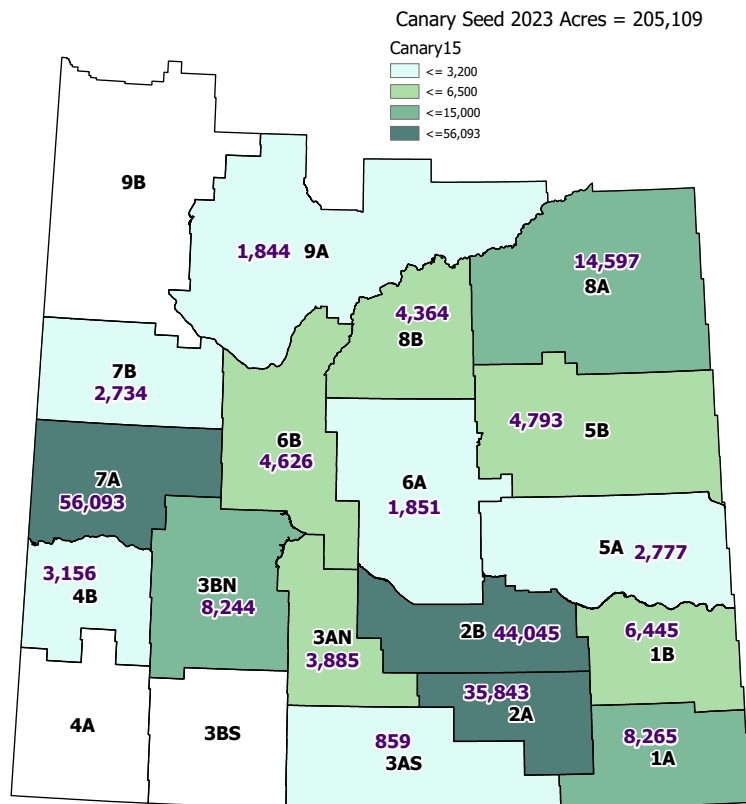 Canary Seed 2023 Acres = 205,109
Canary15
<= 3,200
<= 6,500
<=15,000
<=56,093
9B
1,844 9A
14,597
8A
4,364
8B
7B
2,734
4,793 5B
6B
4,626
7A
56,093
6A
1,851
5A 2,777
3,156
4B
3BN
8,244
3AN
3,885
2B 44,045
6,445
1B
35,843
2A
4A
3BS
859
3AS
8,265
1A